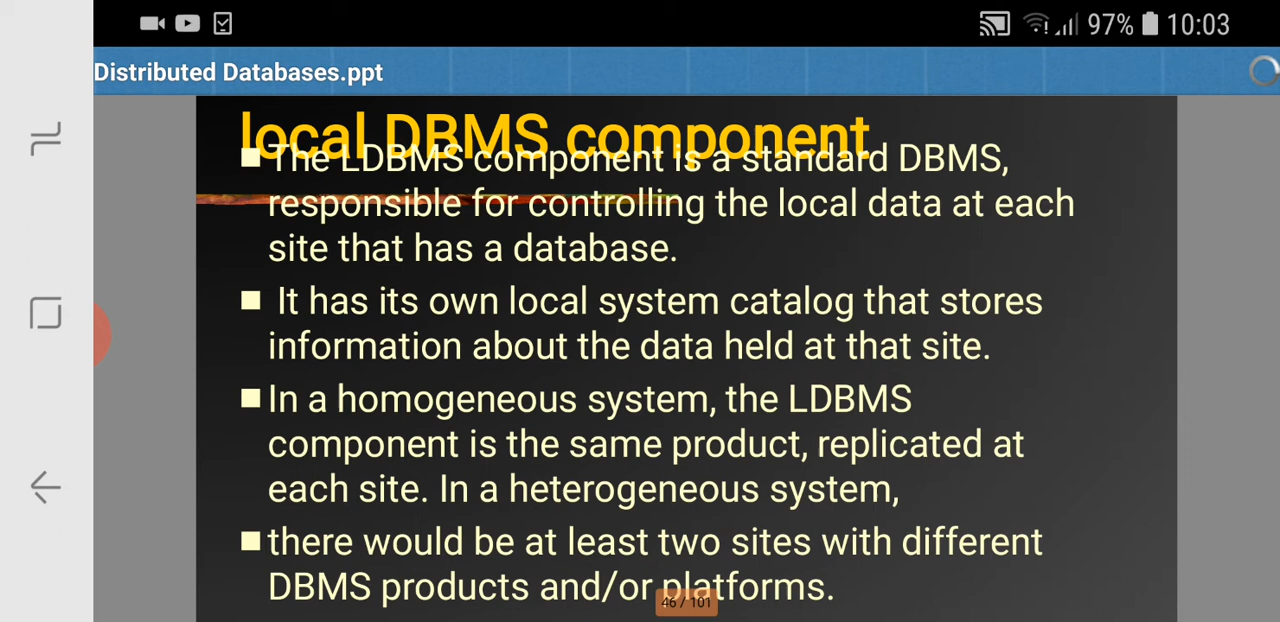 97% 10:03
Distributed Databases.ppt
local DBMS component
■ The LDBMS component is a standard DBMS,
responsible for controlling the local data at each
site that has a database.
■ It has its own local system catalog that stores
information about the data held at that site.
■ In a homogeneous system, the LDBMS
component is the same product, replicated at
each site. In a heterogeneous system,
■ there would be at least two sites with different
DBMS products and/or platforms.
46 / 101